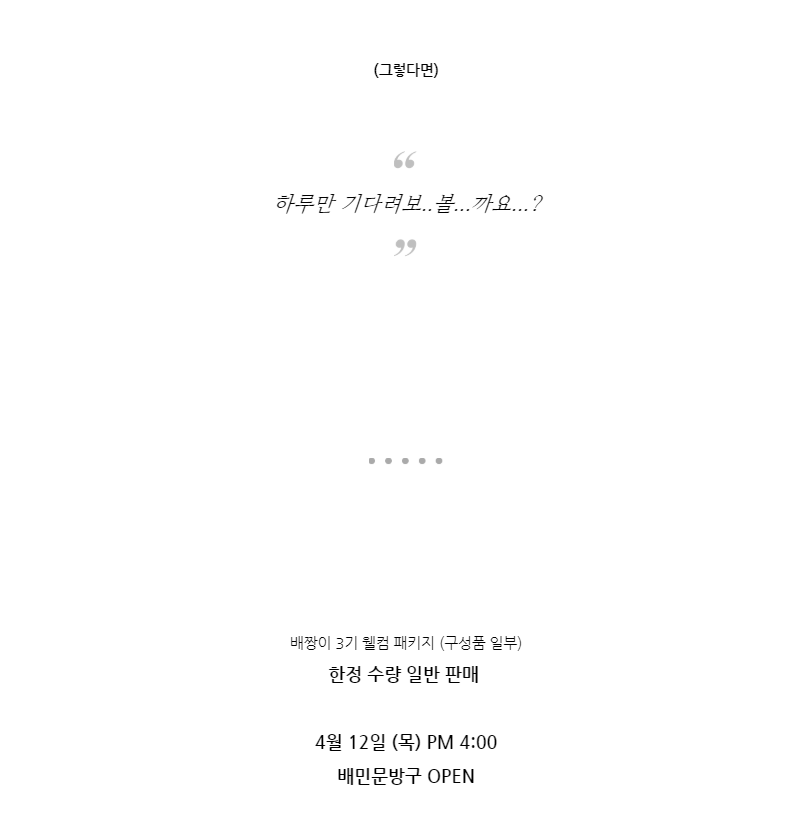 (그렇다면)
“
하루만 기다려보..볼...까요...?
”
• • • • •
배짱이 3기 웰컴 패키지 (구성품 일부)
한정 수량 일반 판매
4월 12일 (목) PM 4:00
배민문방구 OPEN